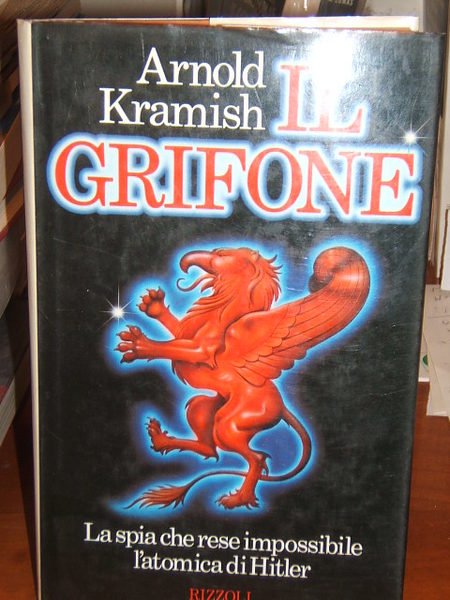 Arnold
Kramish
IL
GRIFONE
La spia che rese impossibile
l'atomica di Hitler
RIZZOLI